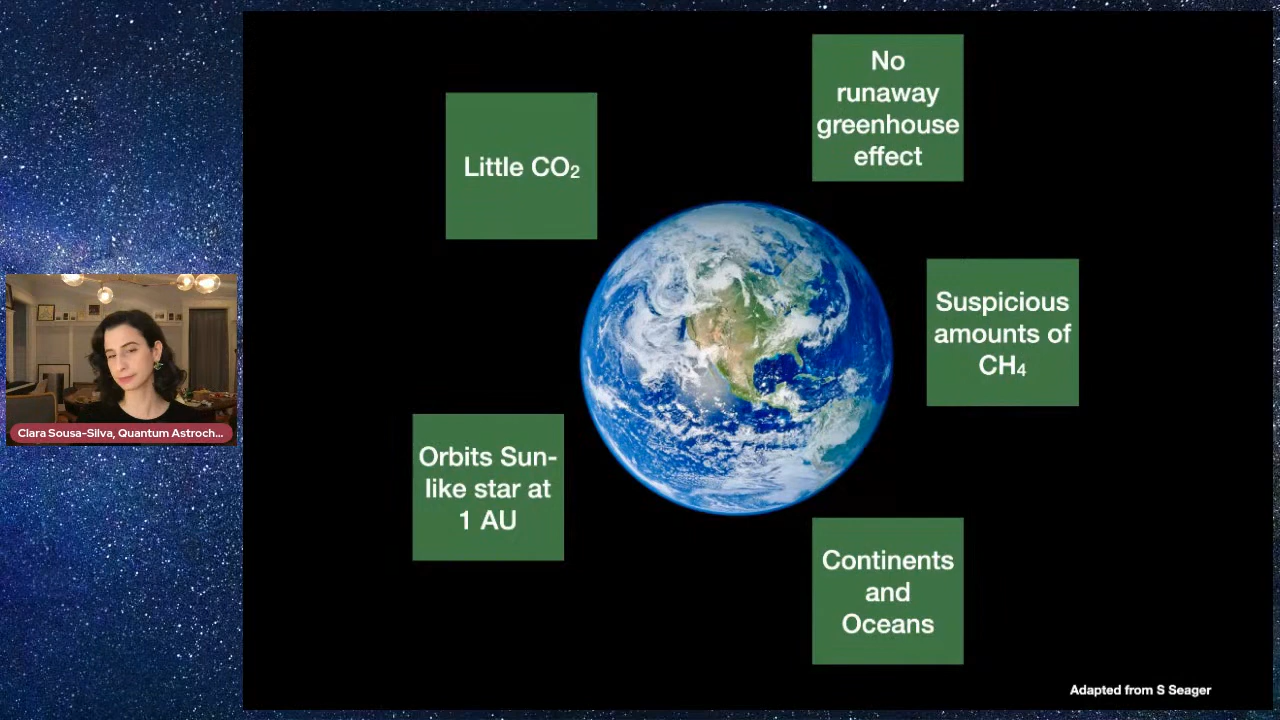 No
runaway
greenhouse
effect
Little CO₂
Suspicious
amounts of
CH₄
Orbits Sun-
like star at
1 AU
Continents
and
Oceans
Clara Sousa-Silva, Quantum Astroch...
Adapted from S Seager